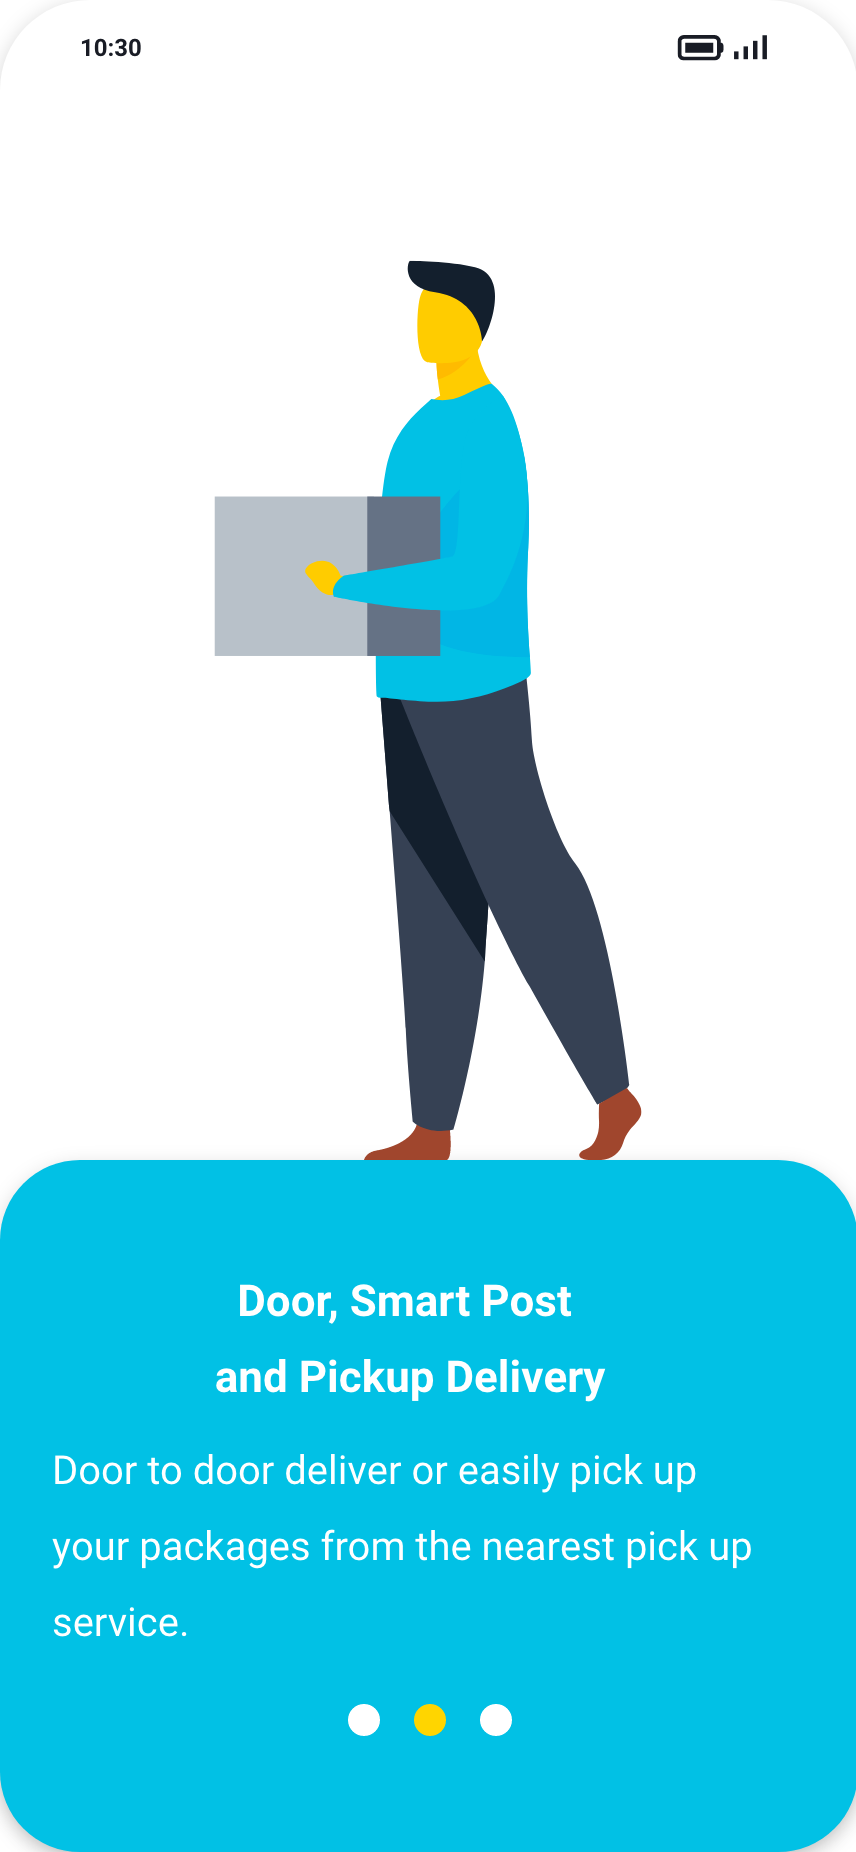 10:30
Door, Smart Post
and Pickup Delivery
Door to door deliver or easily pick up
your packages from the nearest pick up
service.